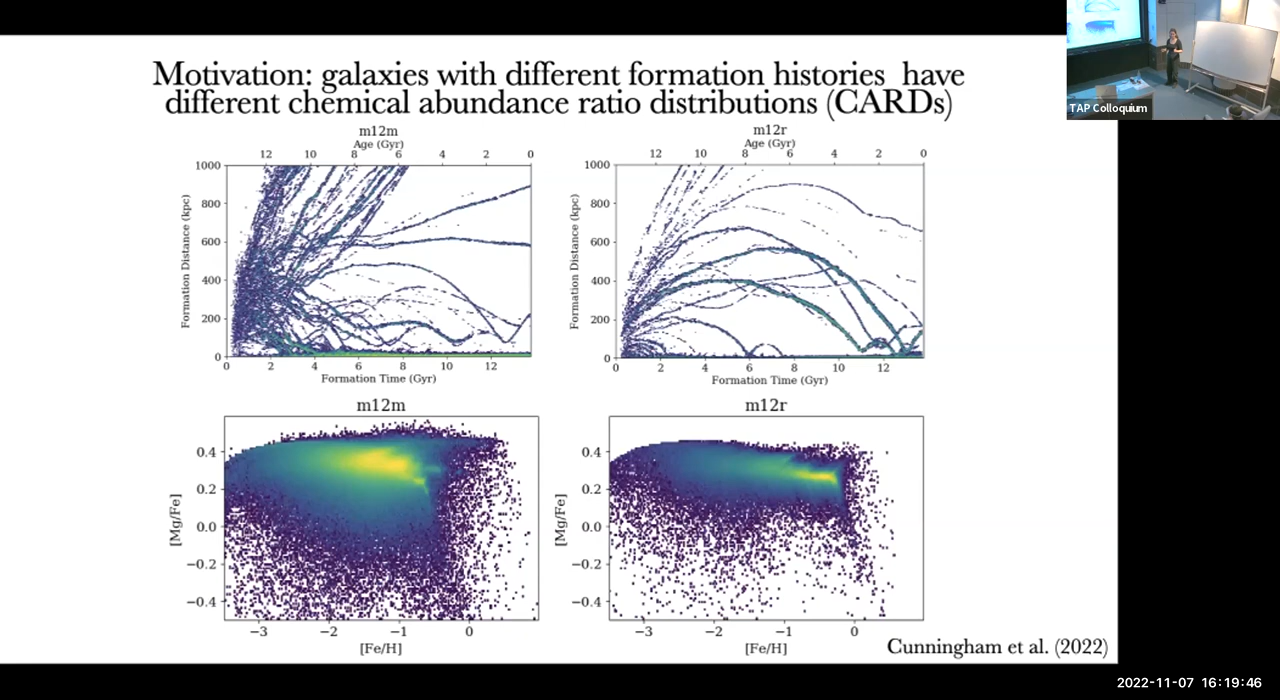 Motivation: galaxies with different formation histories have
different chemical abundance ratio distributions (CARDs)
TAP Colloquium
m12m
Age (Gyr)
12 10 8 6 4 2 0
1000
800
600
400
200
0
Formation Distance (kpc)
0 2 4 6 8 10 12
Formation Time (Gyr)
m12r
Age (Gyr)
12 10 8 6 4 2 0
1000
800
600
400
200
0
Formation Distance (kpc)
0 2 4 6 8 10 12
Formation Time (Gyr)
m12m
0.4
0.2
0.0
−0.2
−0.4
[Mg/Fe]
−3 −2 −1 0
[Fe/H]
m12r
0.4
0.2
0.0
−0.2
−0.4
[Mg/Fe]
−3 −2 −1 0
[Fe/H]
Cunningham et al. (2022)
2022-11-07 16:19:46